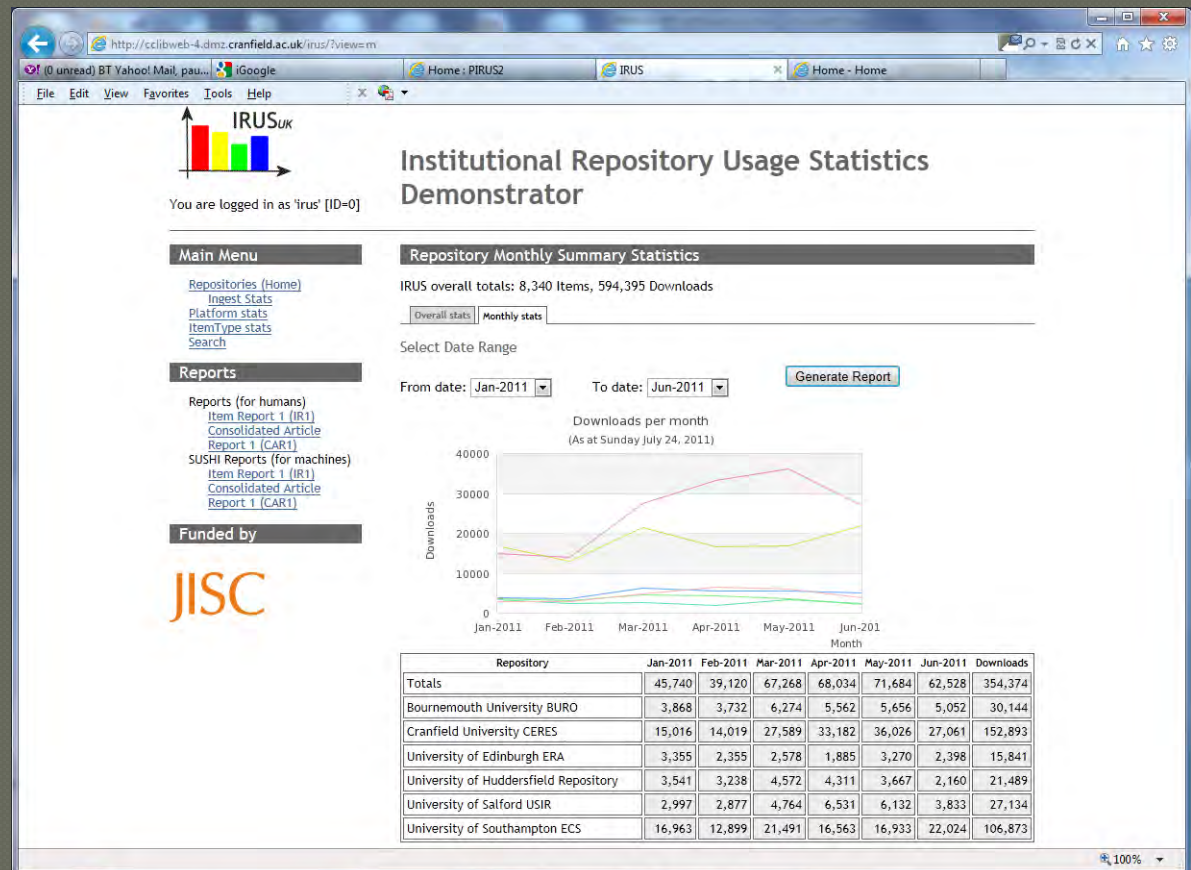 http://cclibweb-4.dmz.cranfield.ac.uk/irus/?view=m
(0 unread) BT Yahoo! Mail, pau... iGoogle Home : PIRUS2 IRUS Home - Home
File Edit View Favorites Tools Help
IRUSUK
You are logged in as 'irus' [ID=0]
Institutional Repository Usage Statistics
Demonstrator
Main Menu
Repositories (Home)
Ingest Stats
Platform stats
ItemType stats
Search
Reports
Reports (for humans)
Item Report 1 (IR1)
Consolidated Article
Report 1 (CAR1)
SUSHI Reports (for machines)
Item Report 1 (IR1)
Consolidated Article
Report 1 (CAR1)
Funded by
JISC
Repository Monthly Summary Statistics
IRUS overall totals: 8,340 Items, 594,395 Downloads
Overall stats Monthly stats
Select Date Range
From date: Jan-2011 To date: Jun-2011 Generate Report
Downloads per month
(As at Sunday July 24, 2011)
40000
30000
20000
10000
0
Downloads
Jan-2011 Feb-2011 Mar-2011 Apr-2011 May-2011 Jun-201
Month
Repository Jan-2011 Feb-2011 Mar-2011 Apr-2011 May-2011 Jun-2011 Downloads
Totals 45,740 39,120 67,268 68,034 71,684 62,528 354,374
Bournemouth University BURO 3,868 3,732 6,274 5,562 5,656 5,052 30,144
Cranfield University CERES 15,016 14,019 27,589 33,182 36,026 27,061 152,893
University of Edinburgh ERA 3,355 2,355 2,578 1,885 3,270 2,398 15,841
University of Huddersfield Repository 3,541 3,238 4,572 4,311 3,667 2,160 21,489
University of Salford USIR 2,997 2,877 4,764 6,531 6,132 3,833 27,134
University of Southampton ECS 16,963 12,899 21,491 16,563 16,933 22,024 106,873
100%